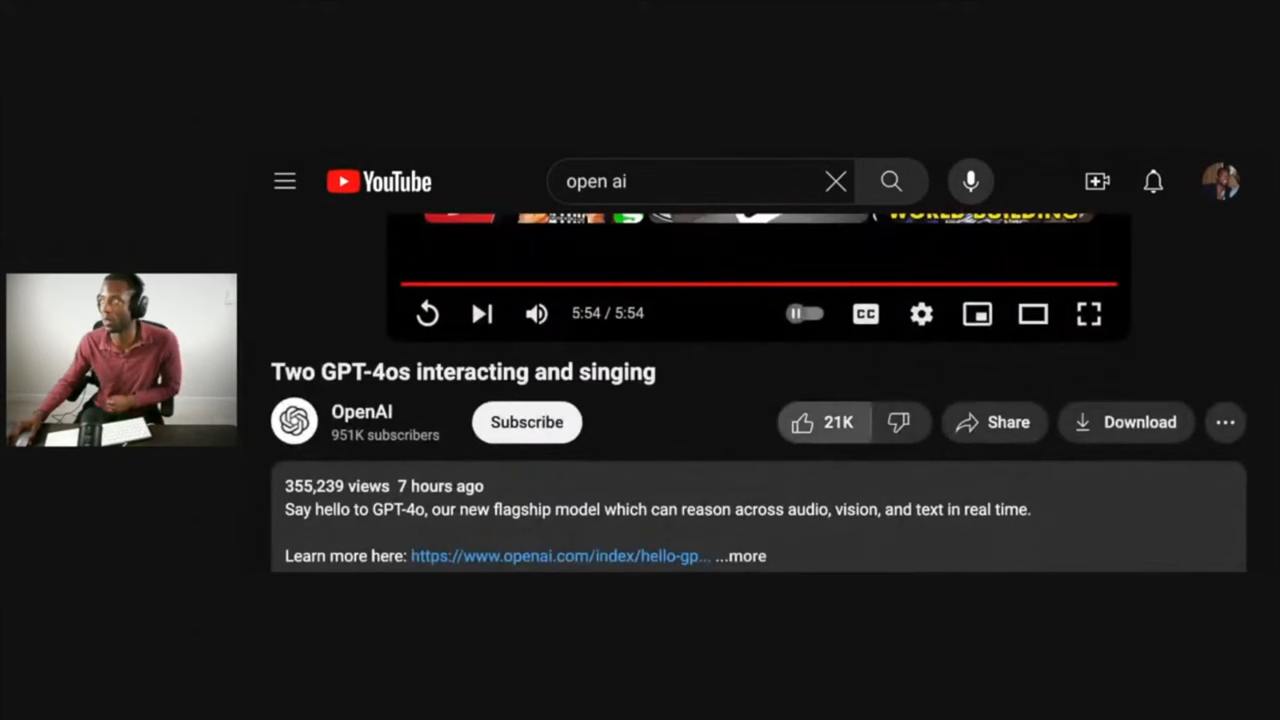 YouTube
open ai
WORLD-BUILDING
5:54 / 5:54
CC
Two GPT-4os interacting and singing
OpenAI
951K subscribers
Subscribe
21K
Share
Download
355,239 views 7 hours ago
Say hello to GPT-4o, our new flagship model which can reason across audio, vision, and text in real time.
Learn more here: https://www.openai.com/index/hello-gp... ...more